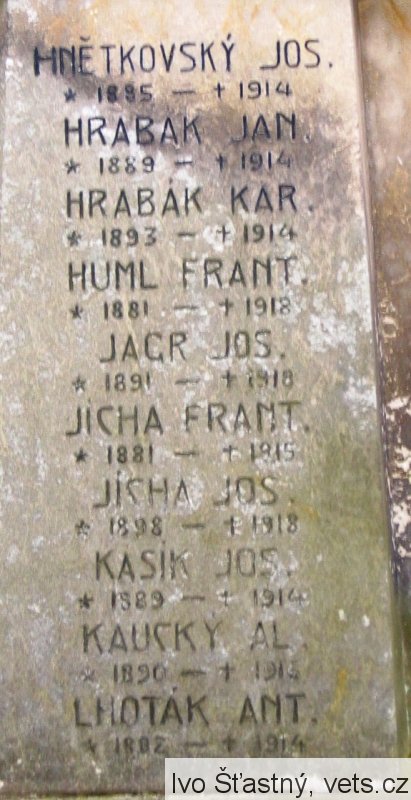 HNĚTKOVSKÝ JOS.
* 1885 — † 1914
HRABÁK JAN.
* 1889 — † 1914
HRABÁK KAR.
* 1893 — † 1914
HUML FRANT.
* 1881 — † 1918
JAGR JOS.
* 1891 — † 1918
JÍCHA FRANT.
* 1881 — † 1915
JÍCHA JOS.
* 1898 — † 1918
KASÍK JOS.
* 1889 — † 1914
KAUCKÝ AL.
* 1890 — †
LHOTÁK ANT.
* 1882 — † 1914
Ivo Šťastný, vets.cz